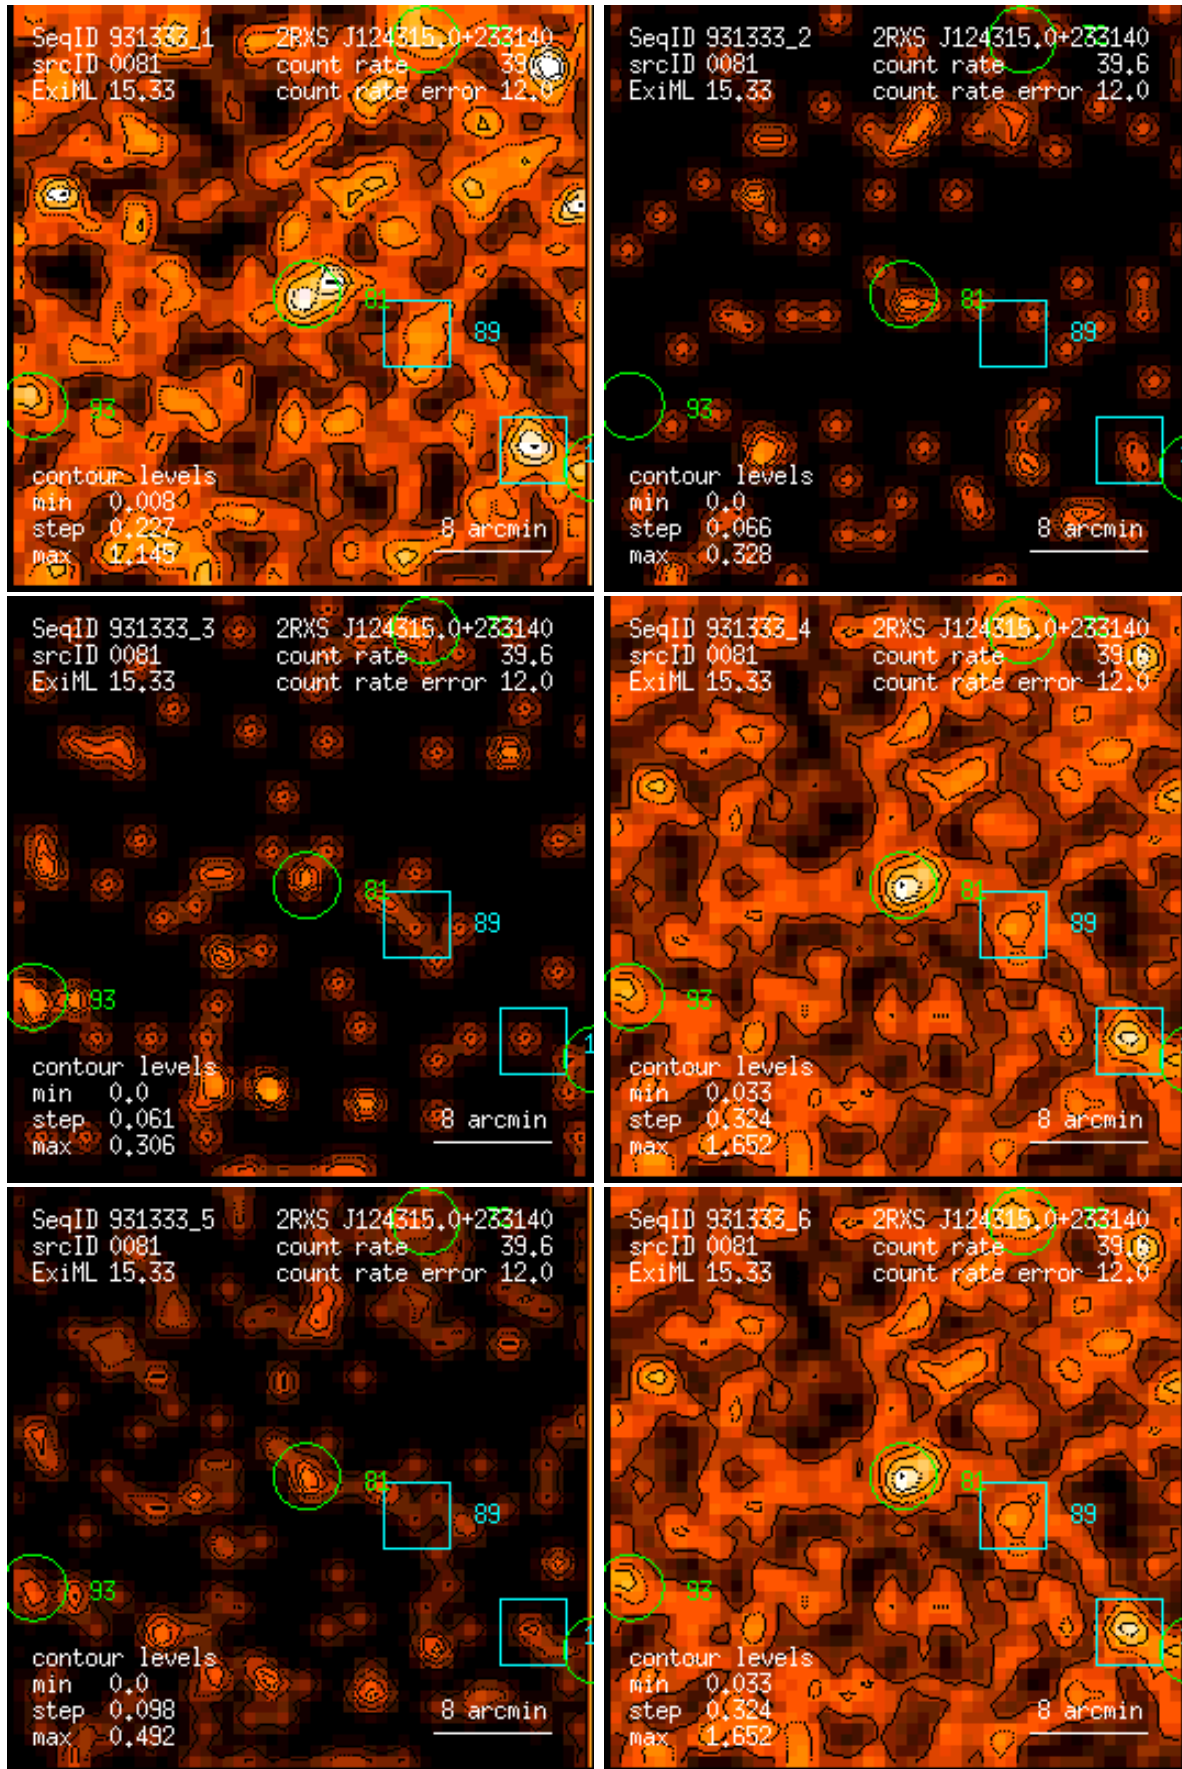 SeqID 931333_1 2RXS J124315.0+233140
srcID 0081 count rate 39
ExiML 15.33 count rate error 12.0
81
89
93
contour levels
min 0.008
step 0.227 8 arcmin
max 1.145
SeqID 931333_2 2RXS J124315.0+233140
srcID 0081 count rate 39.6
ExiML 15.33 count rate error 12.0
81
89
93
contour levels
min 0.0
step 0.066 8 arcmin
max 0.328
SeqID 931333_3 2RXS J124315.0+233140
srcID 0081 count rate 39.6
ExiML 15.33 count rate error 12.0
81
89
93
contour levels
min 0.0
step 0.061 8 arcmin
max 0.306
SeqID 931333_4 2RXS J124315.0+233140
srcID 0081 count rate 39.6
ExiML 15.33 count rate error 12.0
81
89
93
contour levels
min 0.033
step 0.324 8 arcmin
max 1.652
SeqID 931333_5 2RXS J124315.0+233140
srcID 0081 count rate 39.6
ExiML 15.33 count rate error 12.0
81
89
93
contour levels
min 0.0
step 0.098 8 arcmin
max 0.492
SeqID 931333_6 2RXS J124315.0+233140
srcID 0081 count rate 39.6
ExiML 15.33 count rate error 12.0
81
89
93
contour levels
min 0.033
step 0.324 8 arcmin
max 1.652